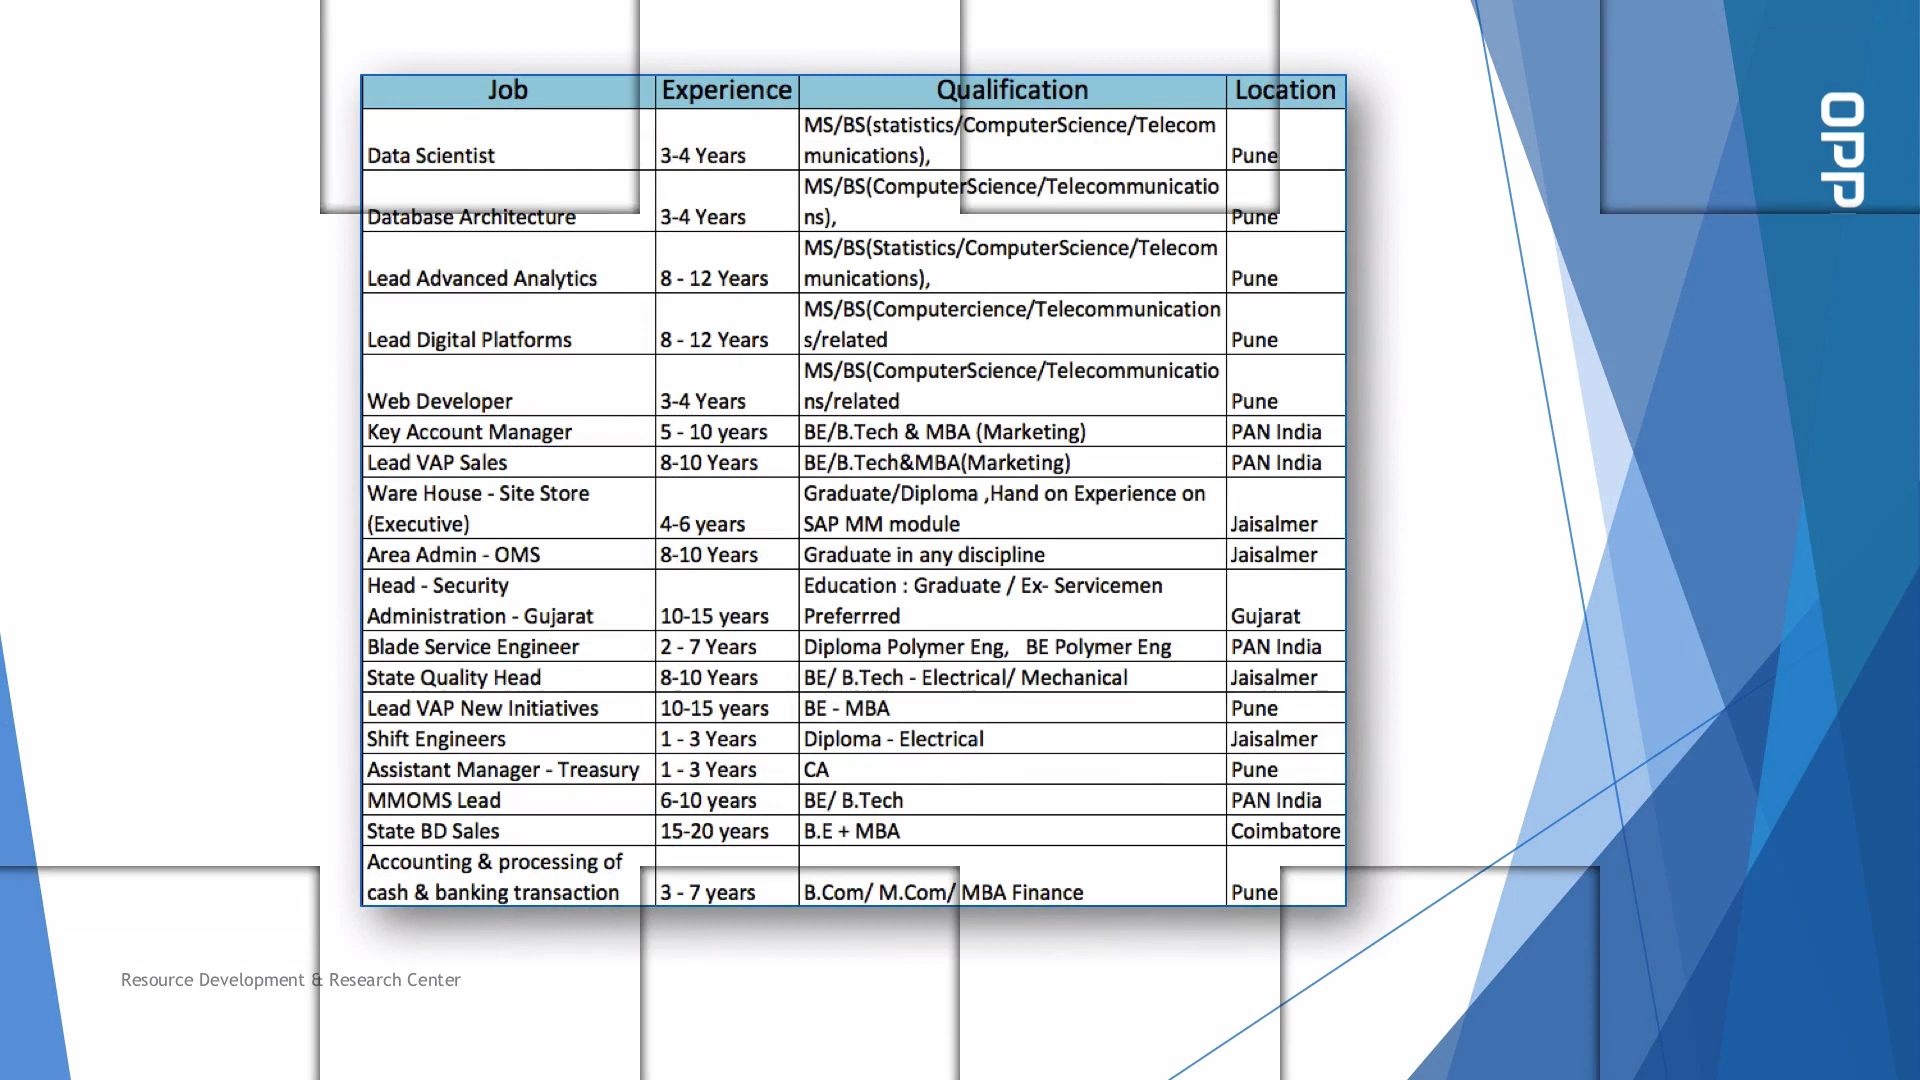 Job Experience Qualification Location
MS/BS(statistics/ComputerScience/Telecom
Data Scientist 3-4 Years munications), Pune
MS/BS(ComputerScience/Telecommunicatio
Database Architecture 3-4 Years ns), Pune
MS/BS(Statistics/ComputerScience/Telecom
Lead Advanced Analytics 8 - 12 Years munications), Pune
MS/BS(Computercience/Telecommunication
Lead Digital Platforms 8 - 12 Years s/related Pune
MS/BS(ComputerScience/Telecommunicatio
Web Developer 3-4 Years ns/related Pune
Key Account Manager 5 - 10 years BE/B.Tech & MBA (Marketing) PAN India
Lead VAP Sales 8-10 Years BE/B.Tech&MBA(Marketing) PAN India
Ware House - Site Store Graduate/Diploma ,Hand on Experience on
(Executive) 4-6 years SAP MM module Jaisalmer
Area Admin - OMS 8-10 Years Graduate in any discipline Jaisalmer
Head - Security Education : Graduate / Ex- Servicemen
Administration - Gujarat 10-15 years Preferrred Gujarat
Blade Service Engineer 2 - 7 Years Diploma Polymer Eng, BE Polymer Eng PAN India
State Quality Head 8-10 Years BE/ B.Tech - Electrical/ Mechanical Jaisalmer
Lead VAP New Initiatives 10-15 years BE - MBA Pune
Shift Engineers 1 - 3 Years Diploma - Electrical Jaisalmer
Assistant Manager - Treasury 1 - 3 Years CA Pune
MMOMS Lead 6-10 years BE/ B.Tech PAN India
State BD Sales 15-20 years B.E + MBA Coimbatore
Accounting & processing of
cash & banking transaction 3 - 7 years B.Com/ M.Com/ MBA Finance Pune
OPP
Resource Development & Research Center